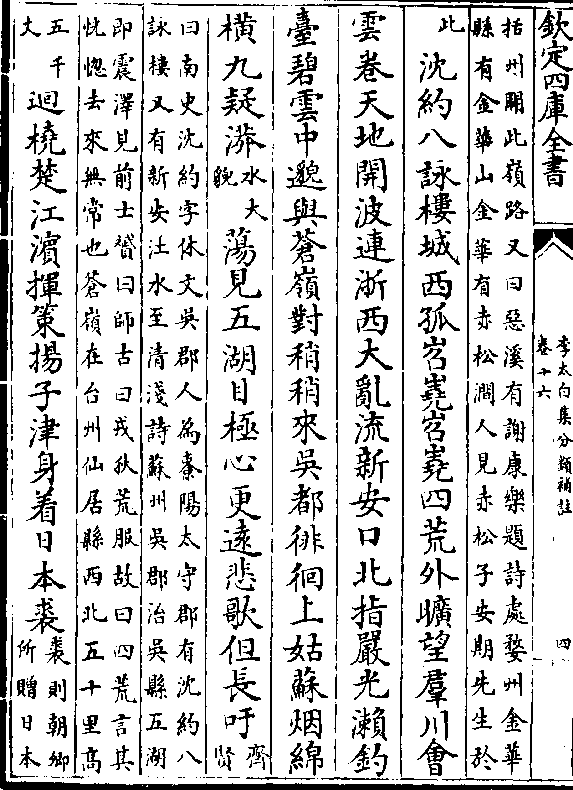 欽定四庫全書
李太白集分類補註
卷十六
四
括州開此嶺路又曰惡溪有謝康樂題詩處婺州金華
縣有金華山金華有赤松澗人見赤松子安期先生於
此沈約八詠樓城西孤岧嶤岧嶤四荒外曠望羣川會
雲卷天地開波連浙西大亂流新安口北指嚴光瀨釣
臺碧雲中邈與蒼嶺對稍稍來吳都徘徊上姑蘇烟綿
橫九疑漭水大貌蕩見五湖目極心更遠悲歌但長吁齊賢
曰南史沈約字休文吳郡人為東陽太守郡有沈約八
詠樓又有新安江水至清淺詩蘇州吳郡治吳縣五湖
即震澤見前士贇曰師古曰戎狄荒服故曰四荒言其
恍惚去來無常也蒼嶺在台州仙居縣西北五十里高
五千丈迴橈楚江濱揮策揚子津身着日本裘裘則朝卿所贈日本